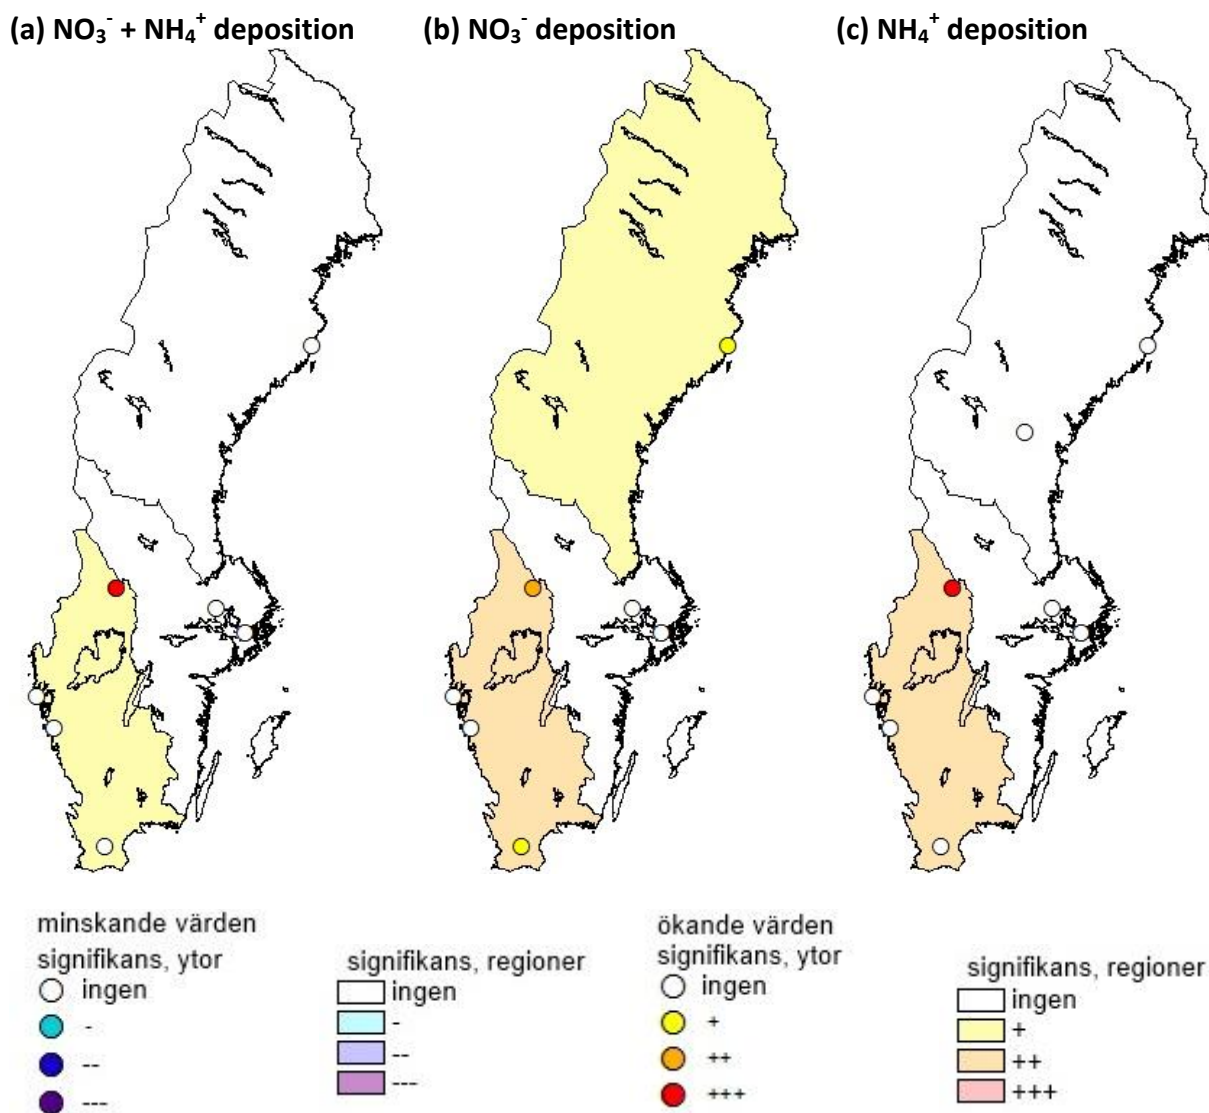 (a) NO₃⁻ + NH₄⁺ deposition
(b) NO₃⁻ deposition
(c) NH₄⁺ deposition
minskande värden
signifikans, ytor
ingen
-
--
---
signifikans, regioner
ingen
-
--
---
ökande värden
signifikans, ytor
ingen
+
++
+++
signifikans, regioner
ingen
+
++
+++